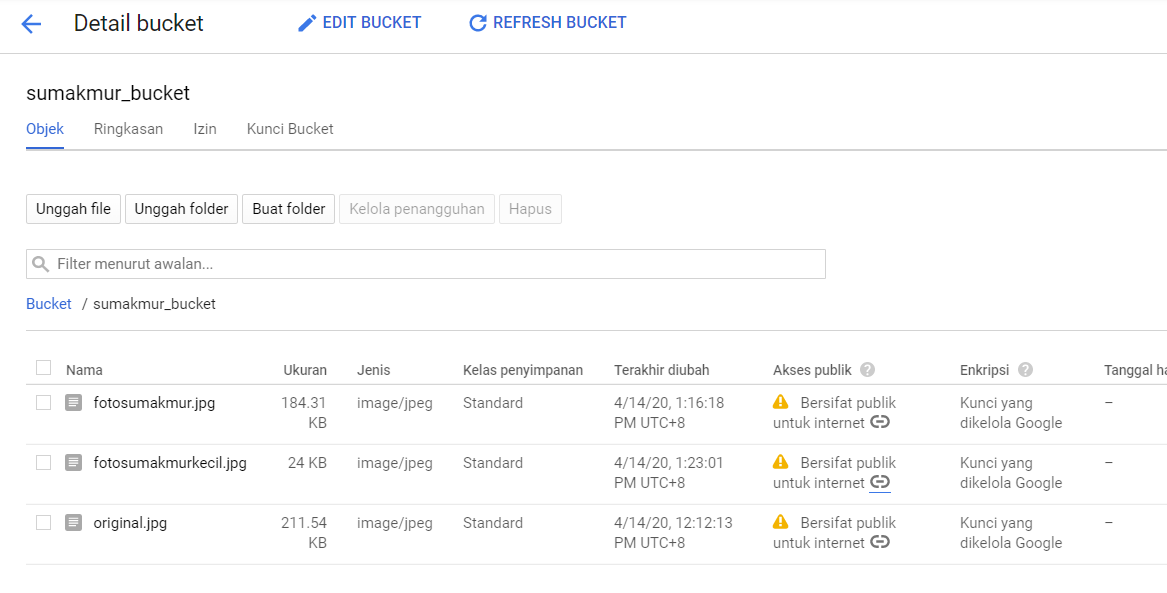 Detail bucket EDIT BUCKET REFRESH BUCKET
sumakmur_bucket
Objek Ringkasan Izin Kunci Bucket
Unggah file Unggah folder Buat folder Kelola penangguhan Hapus
Filter menurut awalan...
Bucket / sumakmur_bucket
Nama Ukuran Jenis Kelas penyimpanan Terakhir diubah Akses publik ? Enkripsi ? Tanggal ha
fotosumakmur.jpg 184.31 image/jpeg Standard 4/14/20, 1:16:18 Bersifat publik Kunci yang –
KB PM UTC+8 untuk internet dikelola Google
fotosumakmurkecil.jpg 24 KB image/jpeg Standard 4/14/20, 1:23:01 Bersifat publik Kunci yang –
PM UTC+8 untuk internet dikelola Google
original.jpg 211.54 image/jpeg Standard 4/14/20, 12:12:13 Bersifat publik Kunci yang –
KB PM UTC+8 untuk internet dikelola Google